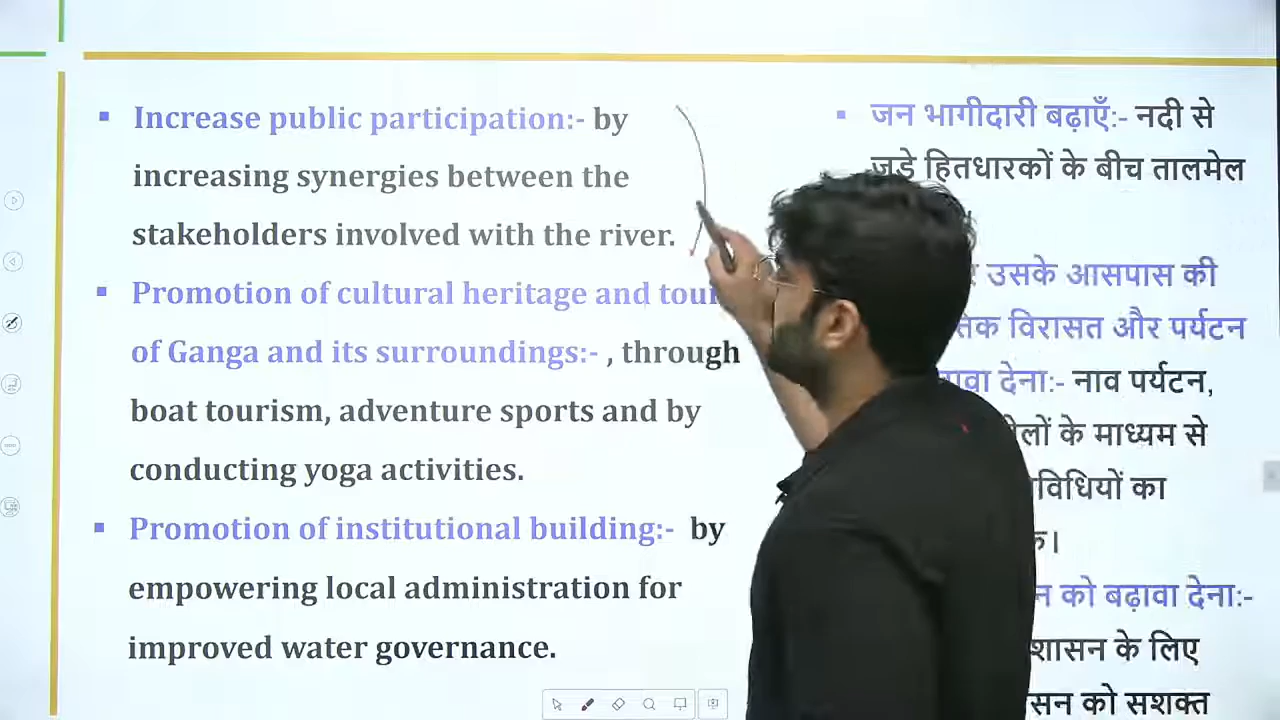 Increase public participation:- by
increasing synergies between the
stakeholders involved with the river.
Promotion of cultural heritage and
of Ganga and its surroundings:- , through
boat tourism, adventure sports and by
conducting yoga activities.
Promotion of institutional building:- by
empowering local administration for
improved water governance.
जन भागीदारी बढ़ाएँ:- नदी से
जुड़े हितधारकों के बीच तालमेल
उसके आसपास की
विरासत और पर्यटन
देना:- नाव पर्यटन,
के माध्यम से
का
को बढ़ावा देना:-
के लिए
को सशक्त